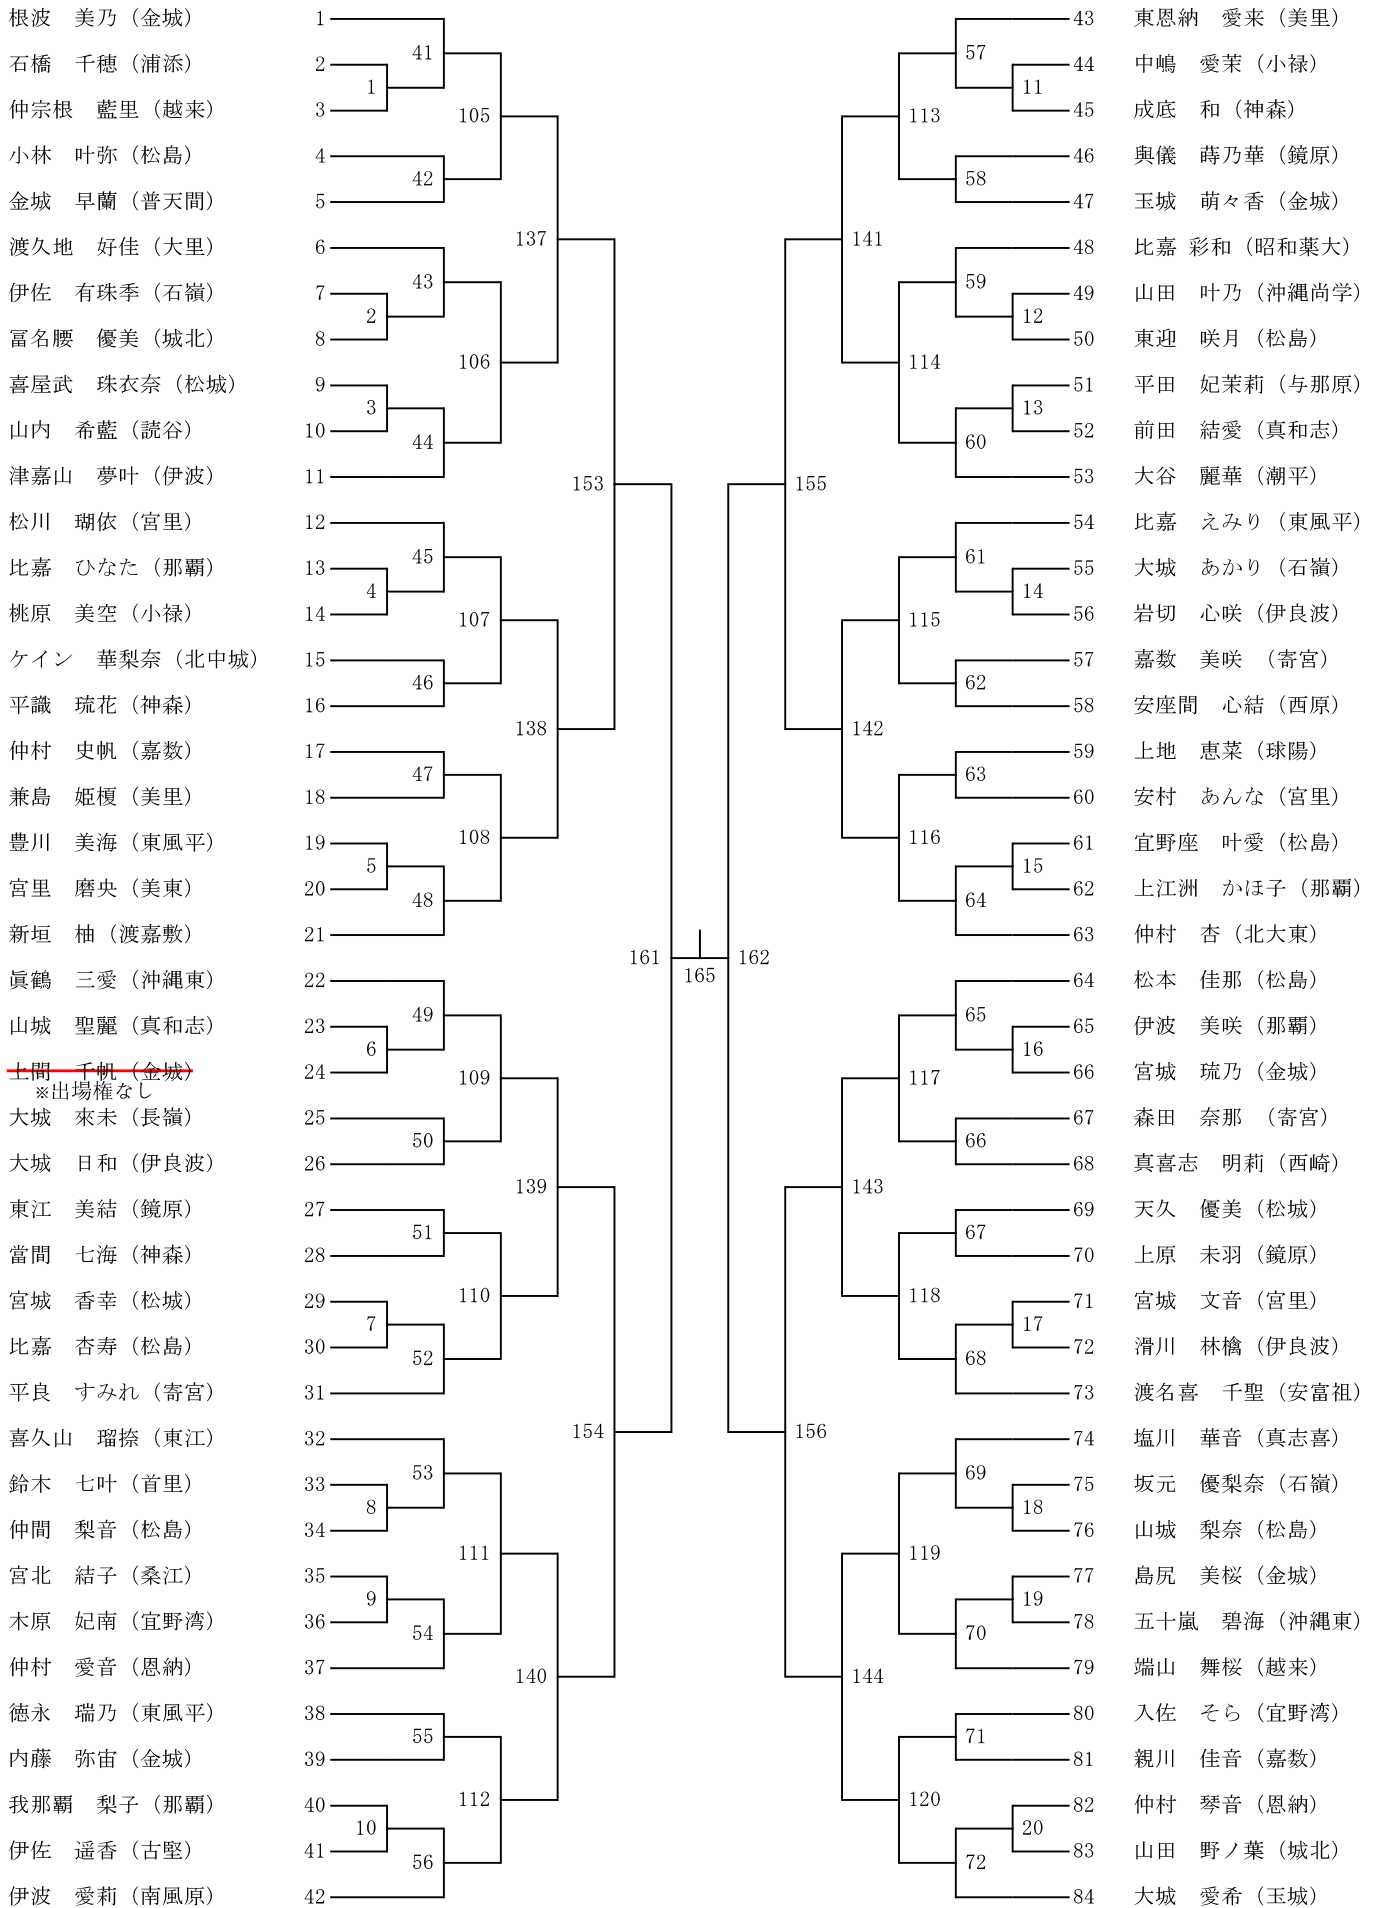 根波　美乃（金城） 1
石橋　千穂（浦添） 2
仲宗根　藍里（越来） 3
小林　叶弥（松島） 4
金城　早蘭（普天間） 5
渡久地　好佳（大里） 6
伊佐　有珠季（石嶺） 7
冨名腰　優美（城北） 8
喜屋武　珠衣奈（松城） 9
山内　希藍（読谷） 10
津嘉山　夢叶（伊波） 11
松川　瑚依（宮里） 12
比嘉　ひなた（那覇） 13
桃原　美空（小禄） 14
ケイン　華梨奈（北中城） 15
平識　琉花（神森） 16
仲村　史帆（嘉数） 17
兼島　姫榎（美里） 18
豊川　美海（東風平） 19
宮里　磨央（美東） 20
新垣　柚（渡嘉敷） 21
眞鶴　三愛（沖縄東） 22
山城　聖麗（真和志） 23
上間　千帆（金城） 24
※出場権なし
大城　來未（長嶺） 25
大城　日和（伊良波） 26
東江　美結（鏡原） 27
當間　七海（神森） 28
宮城　香幸（松城） 29
比嘉　杏寿（松島） 30
平良　すみれ（寄宮） 31
喜久山　瑠捺（東江） 32
鈴木　七叶（首里） 33
仲間　梨音（松島） 34
宮北　結子（桑江） 35
木原　妃南（宜野湾） 36
仲村　愛音（恩納） 37
徳永　瑞乃（東風平） 38
内藤　弥宙（金城） 39
我那覇　梨子（那覇） 40
伊佐　遥香（古堅） 41
伊波　愛莉（南風原） 42
1
2
3
4
5
6
7
8
9
10
41
42
43
44
45
46
47
48
49
50
51
52
53
54
55
56
105
106
107
108
109
110
111
112
137
138
139
140
153
154
161
165
162
155
156
141
142
143
144
113
114
115
116
117
118
119
120
57
58
59
60
61
62
63
64
65
66
67
68
69
70
71
72
11
12
13
14
15
16
17
18
19
20
43 東恩納　愛来（美里）
44 中嶋　愛茉（小禄）
45 成底　和（神森）
46 與儀　蒔乃華（鏡原）
47 玉城　萌々香（金城）
48 比嘉 彩和（昭和薬大）
49 山田　叶乃（沖縄尚学）
50 東迎　咲月（松島）
51 平田　妃茉莉（与那原）
52 前田　結愛（真和志）
53 大谷　麗華（潮平）
54 比嘉　えみり（東風平）
55 大城　あかり（石嶺）
56 岩切　心咲（伊良波）
57 嘉数　美咲　（寄宮）
58 安座間　心結（西原）
59 上地　恵菜（球陽）
60 安村　あんな（宮里）
61 宜野座　叶愛（松島）
62 上江洲　かほ子（那覇）
63 仲村　杏（北大東）
64 松本　佳那（松島）
65 伊波　美咲（那覇）
66 宮城　琉乃（金城）
67 森田　奈那　（寄宮）
68 真喜志　明莉（西崎）
69 天久　優美（松城）
70 上原　未羽（鏡原）
71 宮城　文音（宮里）
72 滑川　林檎（伊良波）
73 渡名喜　千聖（安富祖）
74 塩川　華音（真志喜）
75 坂元　優梨奈（石嶺）
76 山城　梨奈（松島）
77 島尻　美桜（金城）
78 五十嵐　碧海（沖縄東）
79 端山　舞桜（越来）
80 入佐　そら（宜野湾）
81 親川　佳音（嘉数）
82 仲村　琴音（恩納）
83 山田　野ノ葉（城北）
84 大城　愛希（玉城）